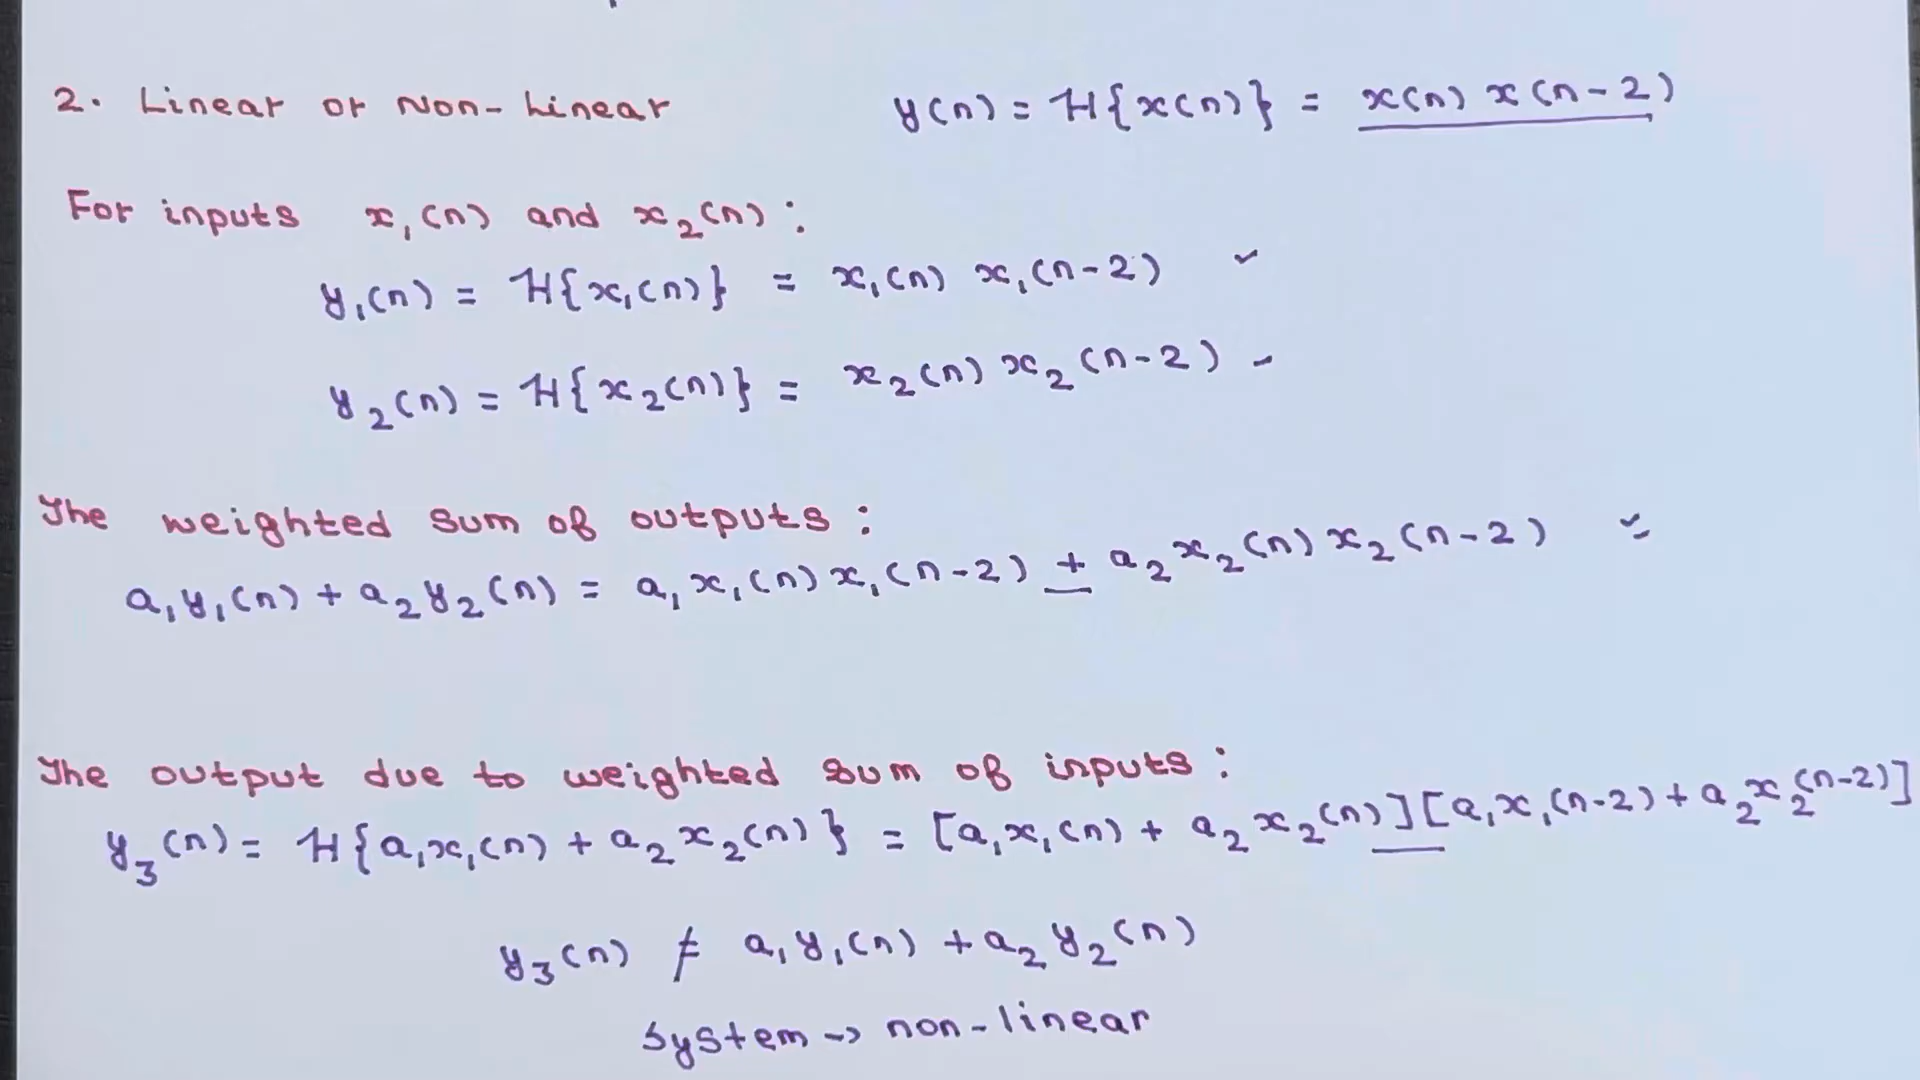 2. Linear or Non-Linear y(n) = H{x(n)} = x(n) x(n-2)
For inputs x₁(n) and x₂(n):
y₁(n) = H{x₁(n)} = x₁(n) x₁(n-2)
y₂(n) = H{x₂(n)} = x₂(n) x₂(n-2)
The weighted sum of outputs:
a₁y₁(n) + a₂y₂(n) = a₁x₁(n)x₁(n-2) + a₂x₂(n)x₂(n-2)
The output due to weighted sum of inputs:
y₃(n) = H{a₁x₁(n) + a₂x₂(n)} = [a₁x₁(n) + a₂x₂(n)][a₁x₁(n-2) + a₂x₂(n-2)]
y₃(n) ≠ a₁y₁(n) + a₂y₂(n)
System → non-linear